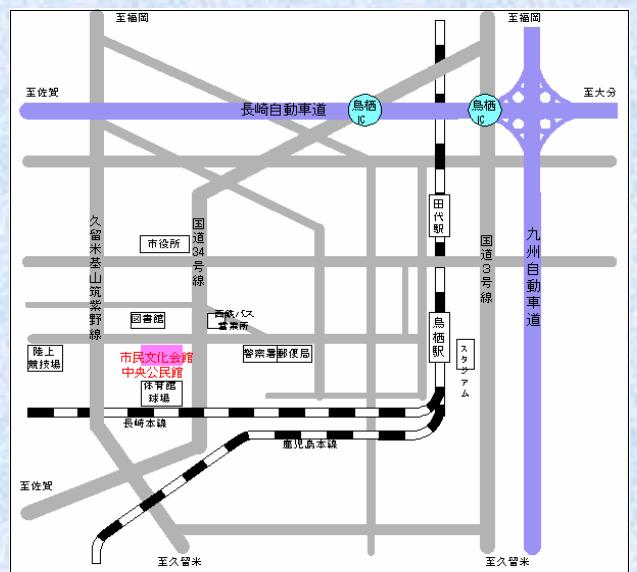 至福岡
至福岡
至佐賀
長崎自動車道
鳥栖
IC
鳥栖
IC
至大分
久留米基山筑紫野線
国道34号線
市役所
田代駅
国道3号線
九州自動車道
図書館
西鉄バス
営業所
鳥栖駅
スタジアム
陸上
競技場
市民文化会館
中央公民館
警察署
郵便局
体育館
球場
長崎本線
鹿児島本線
至佐賀
至久留米
至久留米